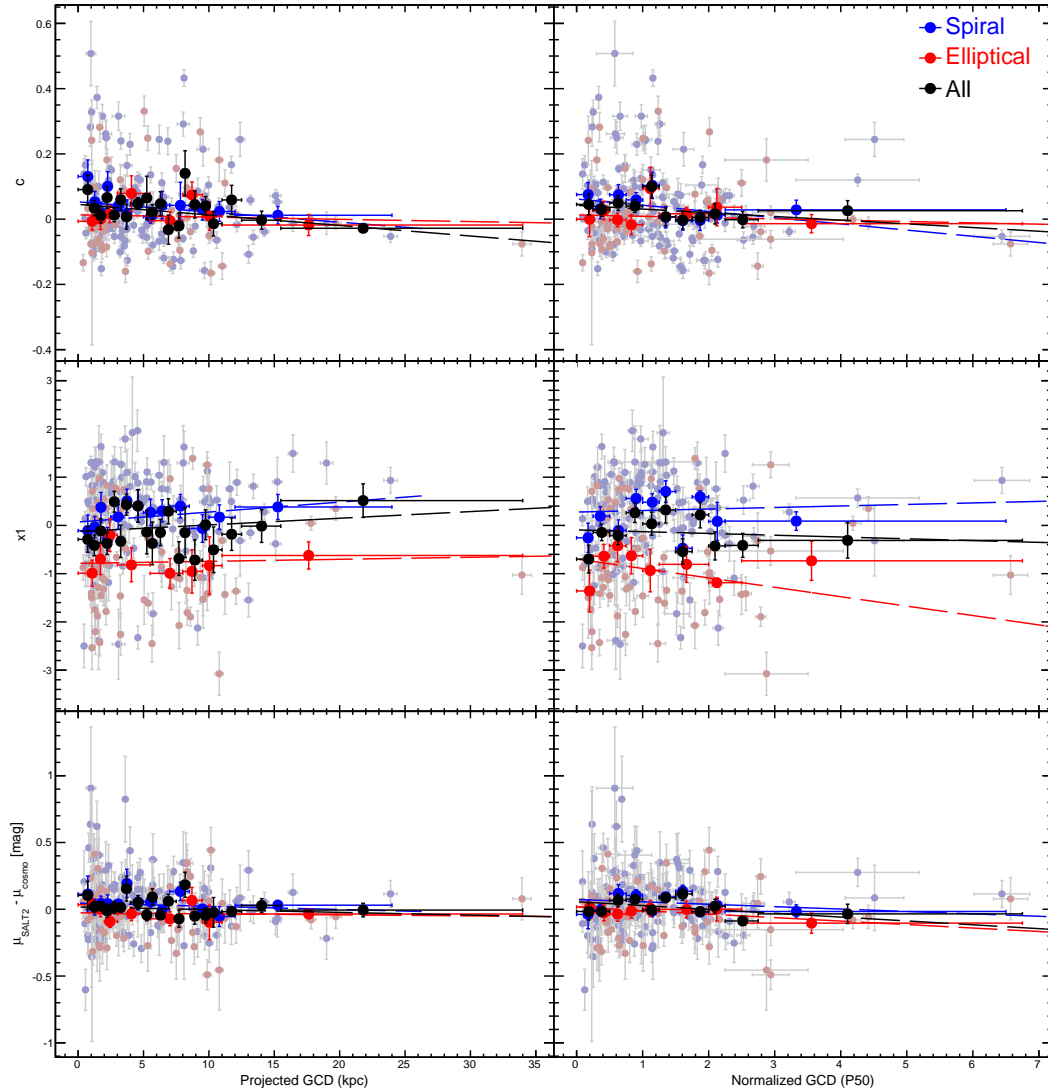 Spiral
Elliptical
All
0.6
0.4
0.2
0
-0.2
-0.4
c
3
2
1
0
-1
-2
-3
x1
1
0.5
0
-0.5
-1
μSALT2 - μcosmo [mag]
0 5 10 15 20 25 30 35
Projected GCD (kpc)
0 1 2 3 4 5 6 7
Normalized GCD (P50)